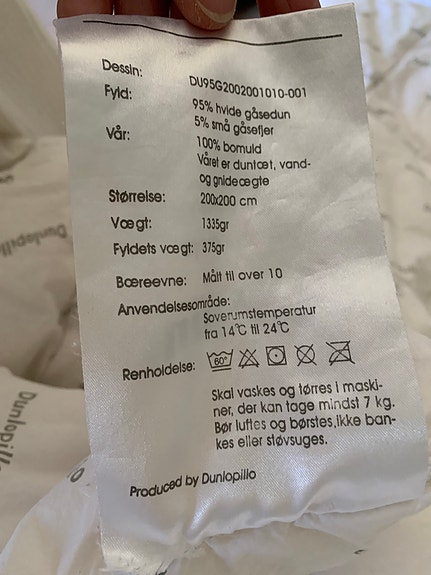 Dessin: DU95G2002001010-001
Fyld: 95% hvide gåsedun
5% små gåsefjer
Vår: 100% bomuld
Våret er duntæt, vand-
og gnideægte
Størrelse: 200x200 cm
Vægt: 1335gr
Fyldets vægt: 375gr
Bæreevne: Målt til over 10
Anvendelsesområde:
Soverumstemperatur
fra 14°C til 24°C
Renholdelse: 60°
Skal vaskes og tørres i maski-
ner, der kan tage mindst 7 kg.
Bør luftes og børstes,ikke ban-
kes eller støvsuges.
Produced by Dunlopillo
Dunlopillo
Dunlopillo